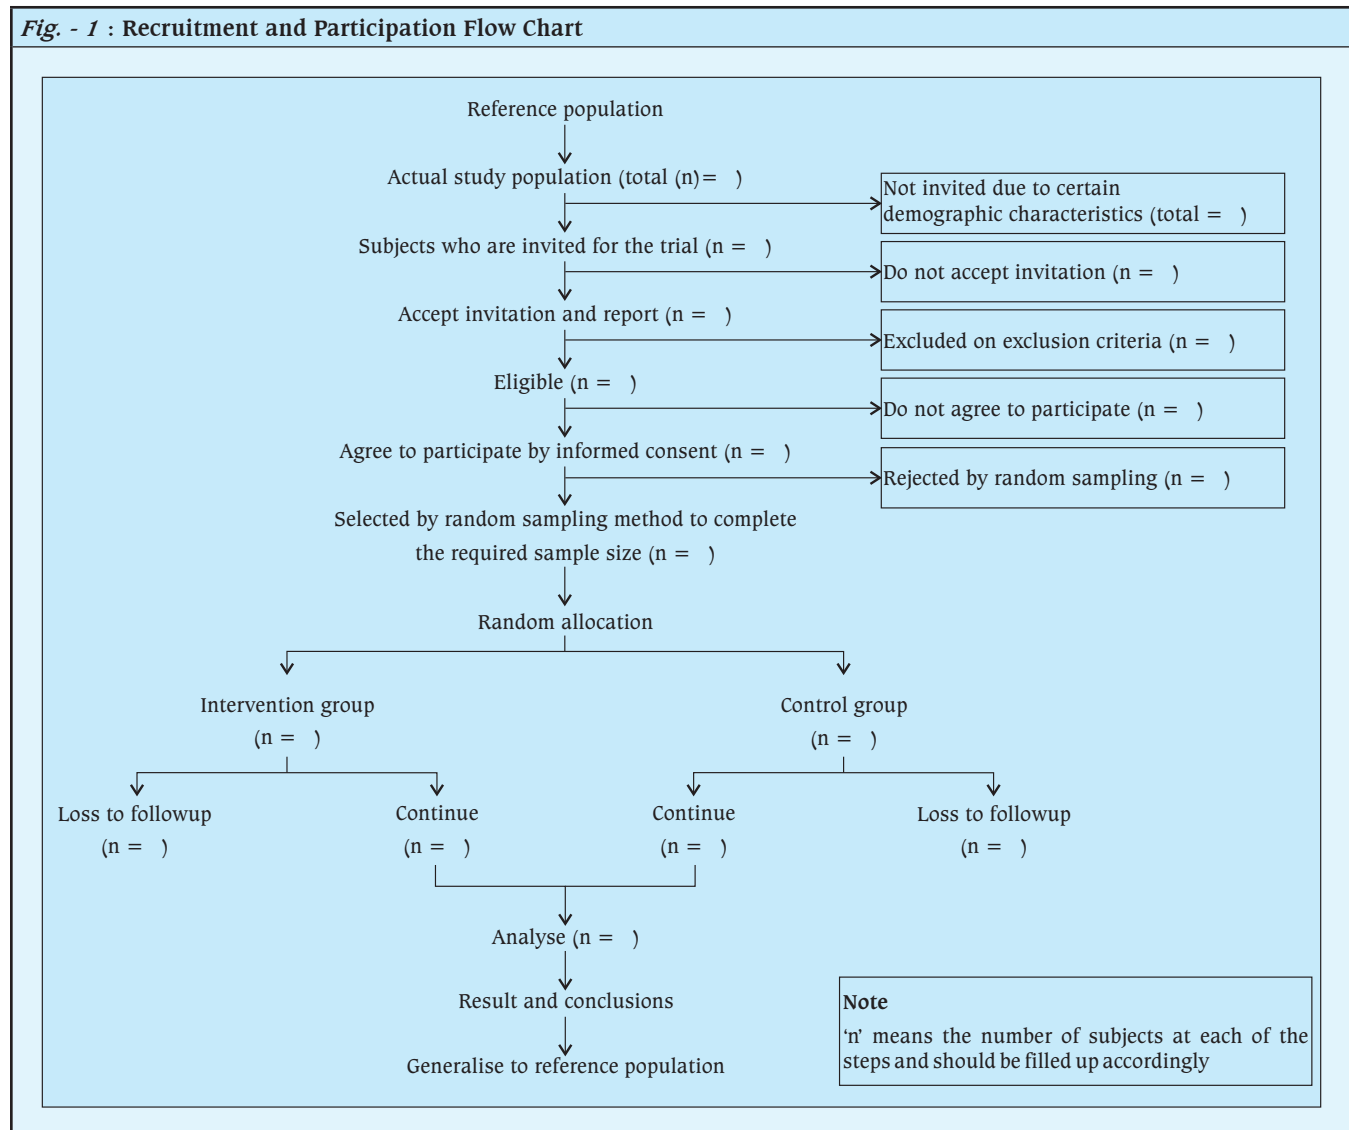 Fig. - 1 : Recruitment and Participation Flow Chart
Reference population
Actual study population (total (n)=   )
Not invited due to certain
demographic characteristics (total =   )
Subjects who are invited for the trial (n =   )
Do not accept invitation (n =   )
Accept invitation and report (n =   )
Excluded on exclusion criteria (n =   )
Eligible (n =   )
Do not agree to participate (n =   )
Agree to participate by informed consent (n =   )
Rejected by random sampling (n =   )
Selected by random sampling method to complete
the required sample size (n =   )
Random allocation
Intervention group
(n =   )
Control group
(n =   )
Loss to followup
(n =   )
Continue
(n =   )
Continue
(n =   )
Loss to followup
(n =   )
Analyse (n =   )
Result and conclusions
Generalise to reference population
Note
‘n’ means the number of subjects at each of the
steps and should be filled up accordingly